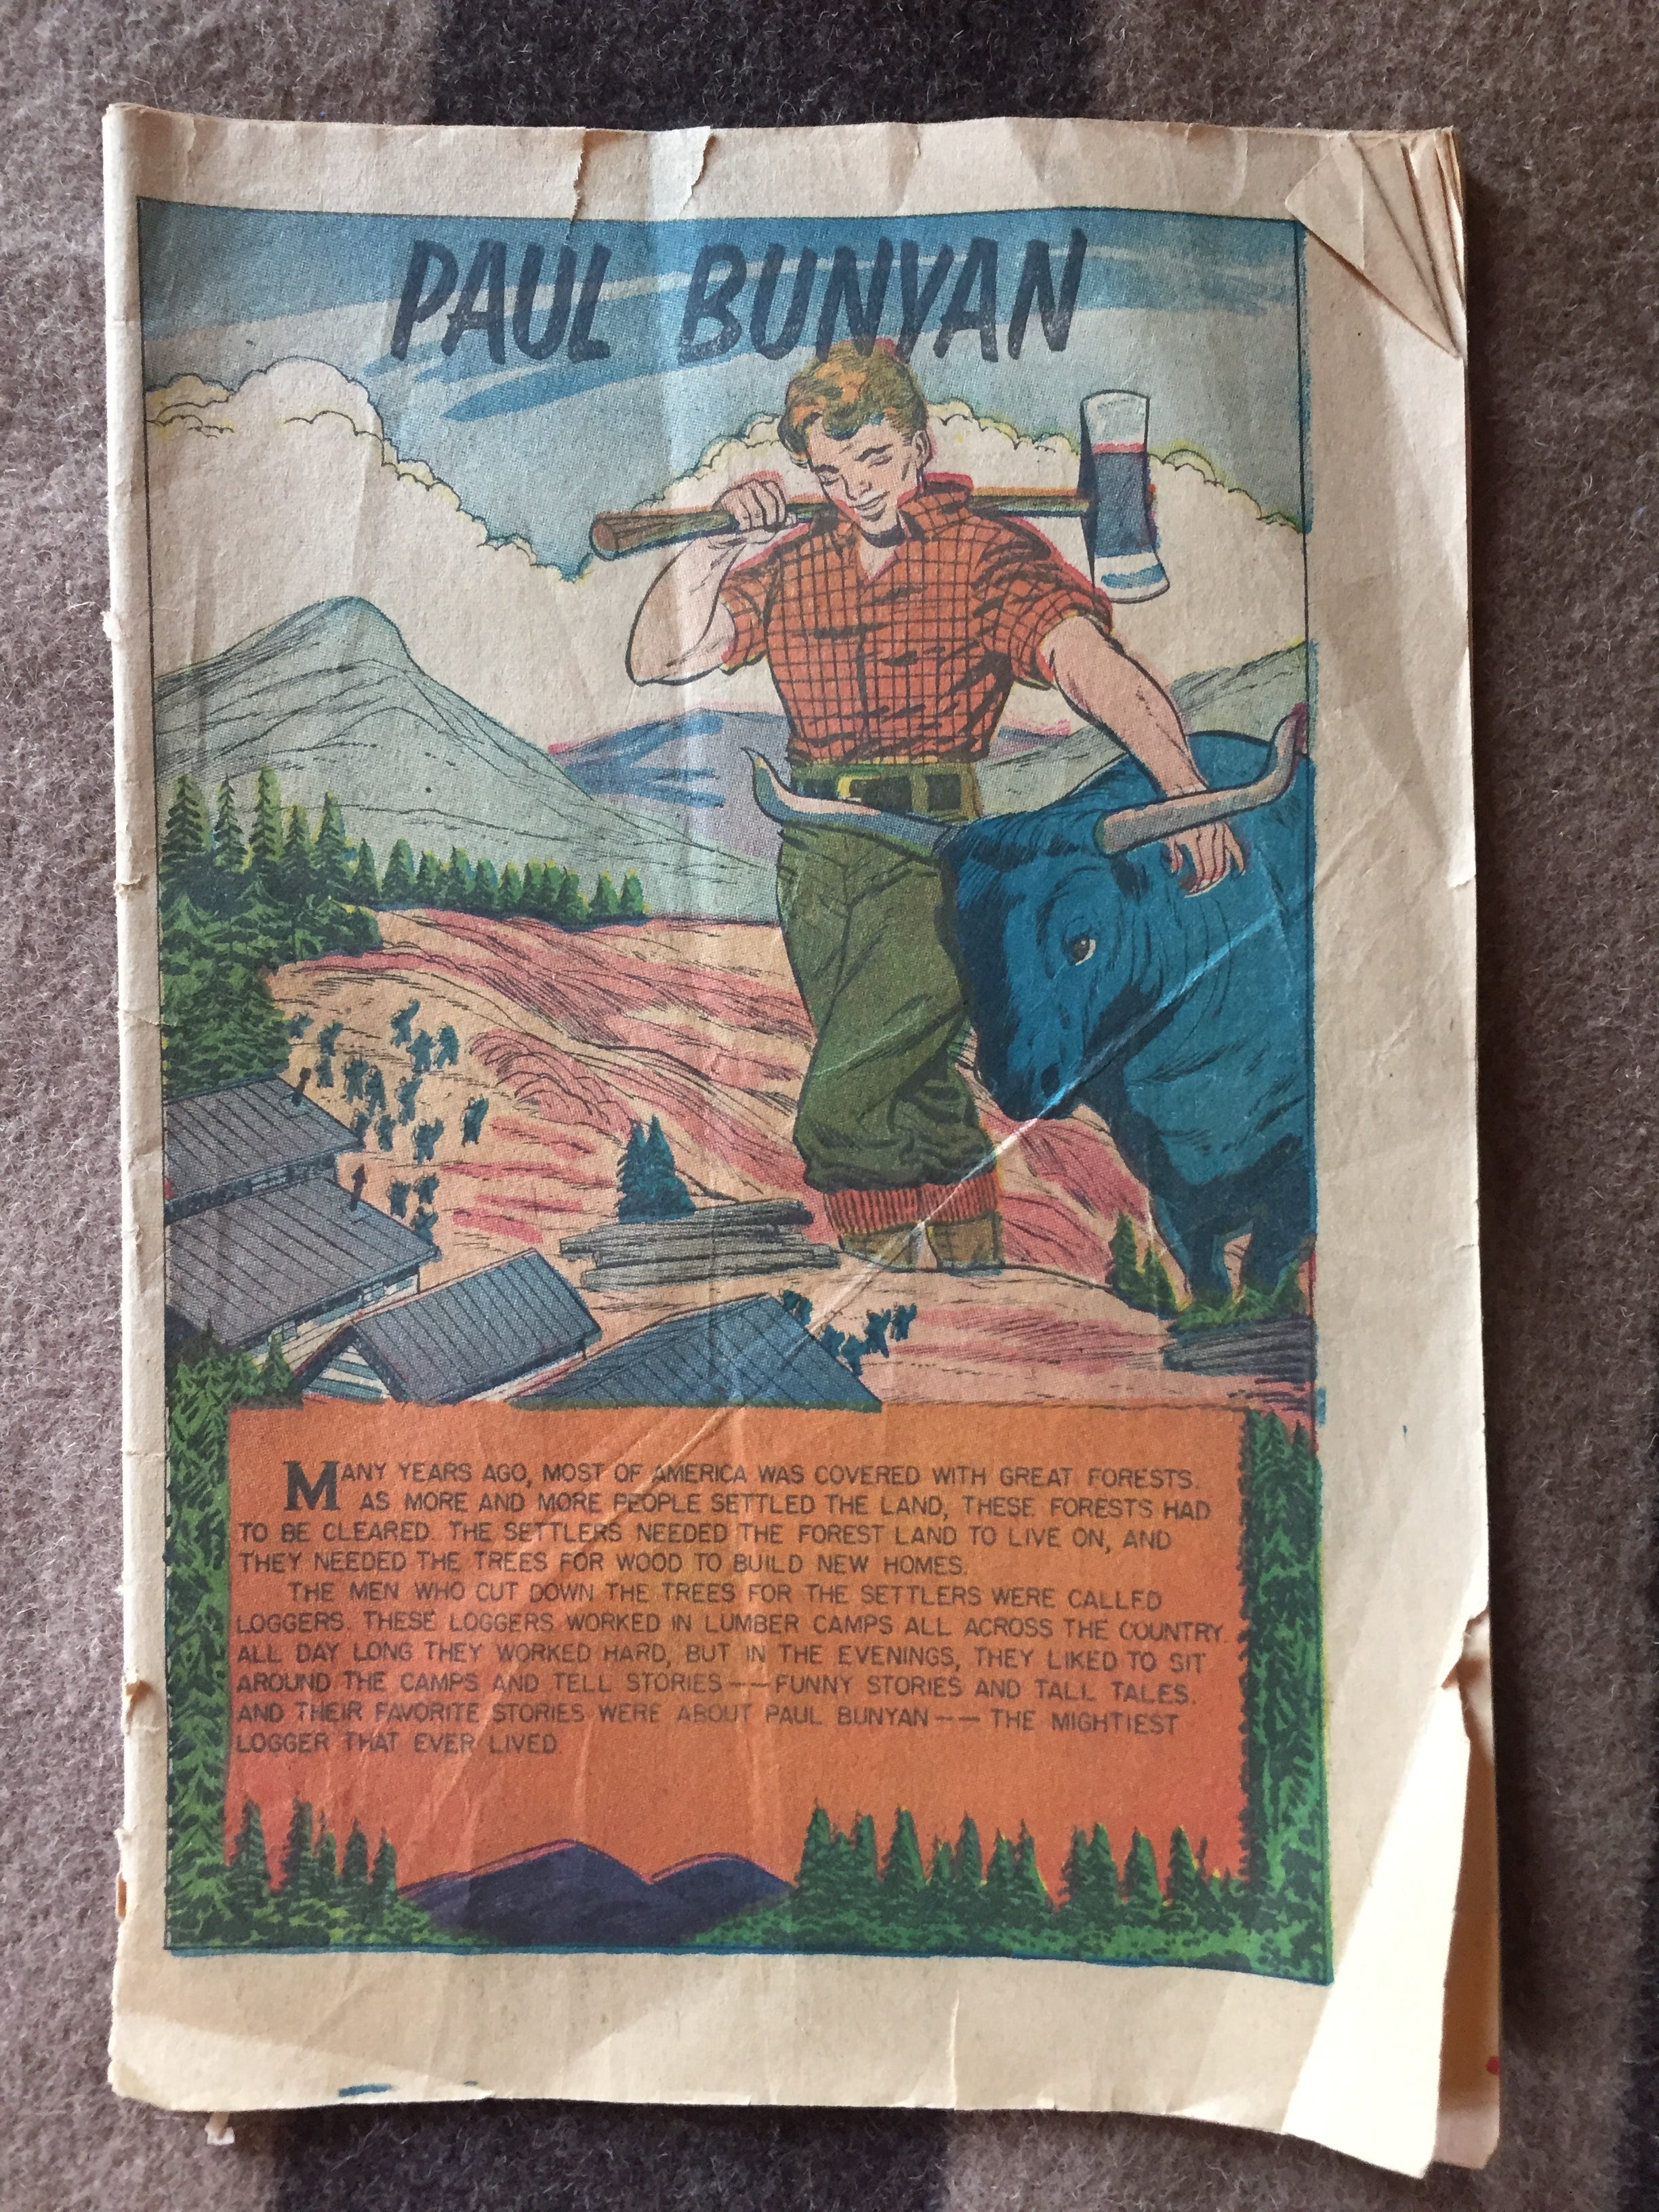 PAUL BUNYAN
MANY YEARS AGO, MOST OF AMERICA WAS COVERED WITH GREAT FORESTS.
AS MORE AND MORE PEOPLE SETTLED THE LAND, THESE FORESTS HAD
TO BE CLEARED. THE SETTLERS NEEDED THE FOREST LAND TO LIVE ON, AND
THEY NEEDED THE TREES FOR WOOD TO BUILD NEW HOMES.
THE MEN WHO CUT DOWN THE TREES FOR THE SETTLERS WERE CALLED
LOGGERS. THESE LOGGERS WORKED IN LUMBER CAMPS ALL ACROSS THE COUNTRY.
ALL DAY LONG THEY WORKED HARD, BUT IN THE EVENINGS, THEY LIKED TO SIT
AROUND THE CAMPS AND TELL STORIES -- FUNNY STORIES AND TALL TALES.
AND THEIR FAVORITE STORIES WERE ABOUT PAUL BUNYAN -- THE MIGHTIEST
LOGGER THAT EVER LIVED.